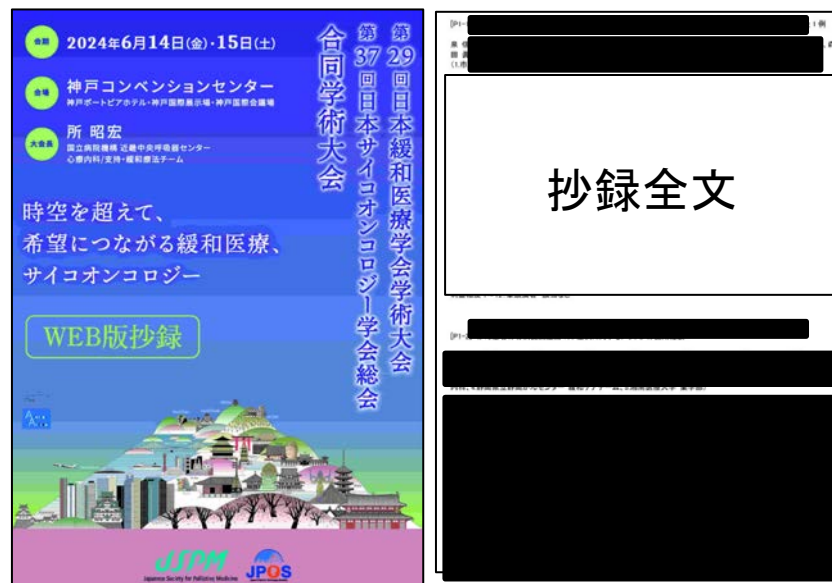 会期 2024年6月14日(金)・15日(土)
会場 神戸コンベンションセンター
神戸ポートピアホテル・神戸国際展示場・神戸国際会議場
大会長 所 昭宏
国立病院機構 近畿中央呼吸器センター
心療内科/支持・緩和療法チーム
第29回日本緩和医療学会学術大会
第37回日本サイコオンコロジー学会総会
合同学術大会
時空を超えて、
希望につながる緩和医療、
サイコオンコロジー
WEB版抄録
JSPM
Japanese Society for Palliative Medicine
JPOS
[P1-
1例
抄録全文
[P1-